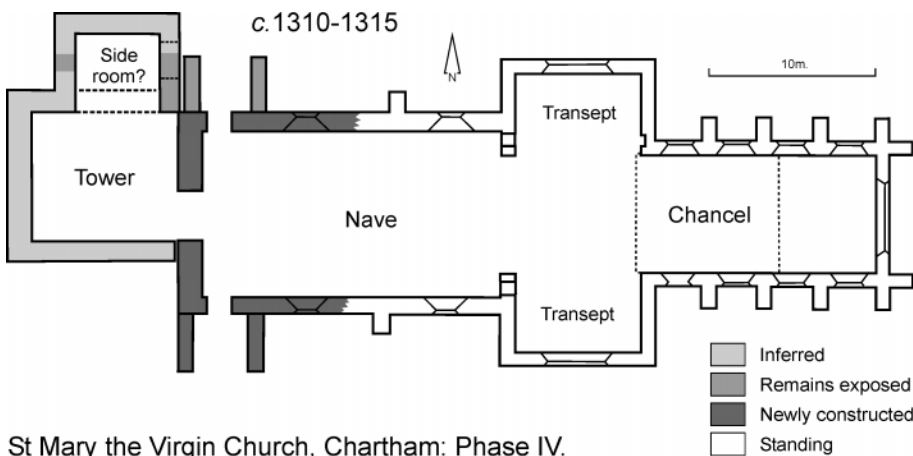 c.1310-1315
Side
room?
N
10m.
Transept
Tower
Nave
Chancel
Transept
Inferred
Remains exposed
Newly constructed
Standing
St Mary the Virgin Church, Chartham: Phase IV.